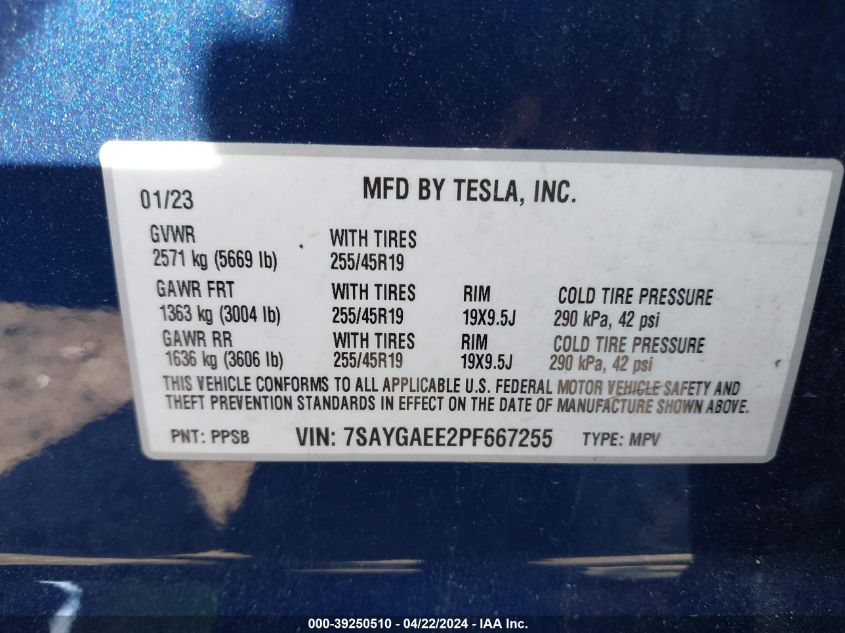 01/23 MFD BY TESLA, INC.
GVWR WITH TIRES
2571 kg (5669 lb) 255/45R19
GAWR FRT WITH TIRES RIM COLD TIRE PRESSURE
1363 kg (3004 lb) 255/45R19 19X9.5J 290 kPa, 42 psi
GAWR RR WITH TIRES RIM COLD TIRE PRESSURE
1636 kg (3606 lb) 255/45R19 19X9.5J 290 kPa, 42 psi
THIS VEHICLE CONFORMS TO ALL APPLICABLE U.S. FEDERAL MOTOR VEHICLE SAFETY AND
THEFT PREVENTION STANDARDS IN EFFECT ON THE DATE OF MANUFACTURE SHOWN ABOVE.
PNT: PPSB VIN: 7SAYGAEE2PF667255 TYPE: MPV
000-39250510 - 04/22/2024 - IAA Inc.